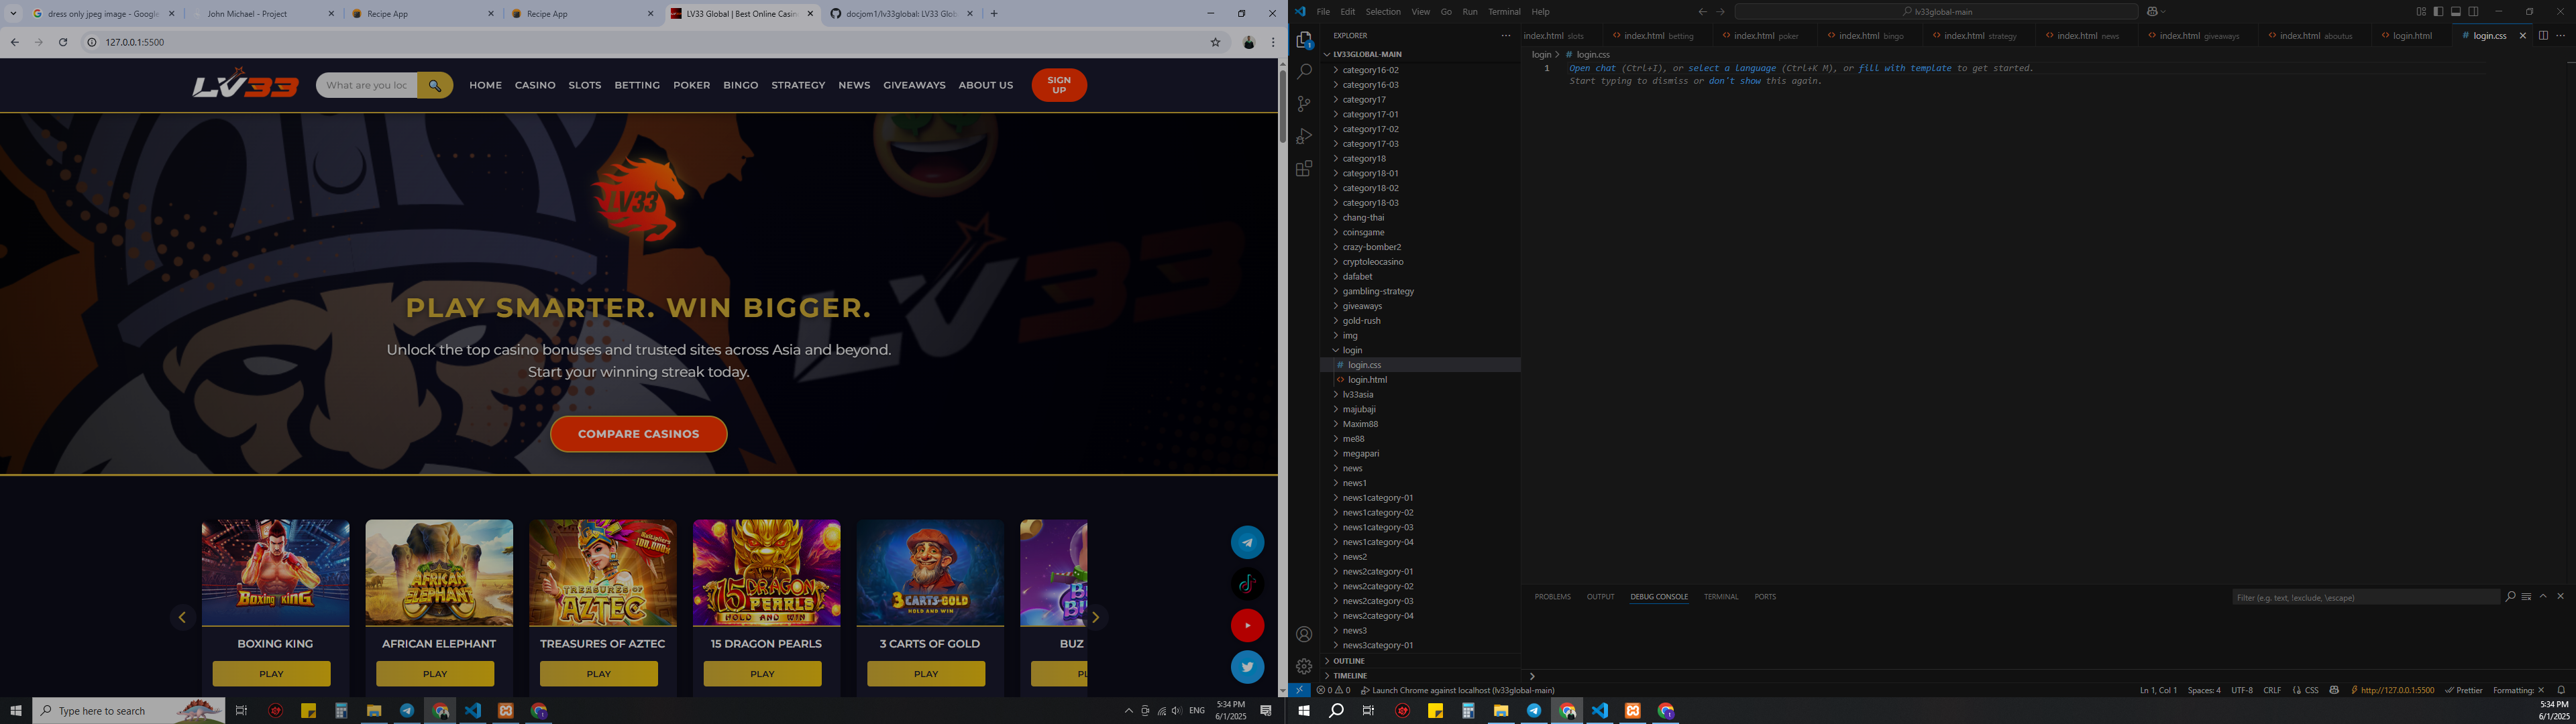 dress only jpeg image - Google
John Michael - Project
Recipe App
Recipe App
LV33 Global | Best Online Casin
docjom1/lv33global: LV33 Glob
127.0.0.1:5500
LV33
What are you loc
HOME
CASINO
SLOTS
BETTING
POKER
BINGO
STRATEGY
NEWS
GIVEAWAYS
ABOUT US
SIGN
UP
LV33
LV33
PLAY SMARTER. WIN BIGGER.
Unlock the top casino bonuses and trusted sites across Asia and beyond.
Start your winning streak today.
COMPARE CASINOS
BOXING KING
AFRICAN ELEPHANT
TREASURES OF AZTEC
15 DRAGON PEARLS
HOLD AND WIN
3 CARTS OF GOLD
HOLD AND WIN
BOXING KING
AFRICAN ELEPHANT
TREASURES OF AZTEC
15 DRAGON PEARLS
3 CARTS OF GOLD
BUZ
PLAY
PLAY
PLAY
PLAY
PLAY
PL
Type here to search
ENG
5:34 PM
6/1/2025
File Edit Selection View Go Run Terminal Help
lv33global-main
EXPLORER
LV33GLOBAL-MAIN
category16-02
category16-03
category17
category17-01
category17-02
category17-03
category18
category18-01
category18-02
category18-03
chang-thai
coinsgame
crazy-bomber2
cryptoleocasino
dafabet
gambling-strategy
giveaways
gold-rush
img
login
login.css
login.html
lv33asia
majubaji
Maxim88
me88
megapari
news
news1
news1category-01
news1category-02
news1category-03
news1category-04
news2
news2category-01
news2category-02
news2category-03
news2category-04
news3
news3category-01
OUTLINE
TIMELINE
index.html slots
index.html betting
index.html poker
index.html bingo
index.html strategy
index.html news
index.html giveaways
index.html aboutus
login.html
login.css
login > # login.css
1
Open chat (Ctrl+I), or select a language (Ctrl+K M), or fill with template to get started.
Start typing to dismiss or don't show this again.
PROBLEMS
OUTPUT
DEBUG CONSOLE
TERMINAL
PORTS
Filter (e.g. text, !exclude, \escape)
0 0
Launch Chrome against localhost (lv33global-main)
Ln 1, Col 1
Spaces: 4
UTF-8
CRLF
CSS
http://127.0.0.1:5500
Prettier
Formatting: ✕
5:34 PM
6/1/2025